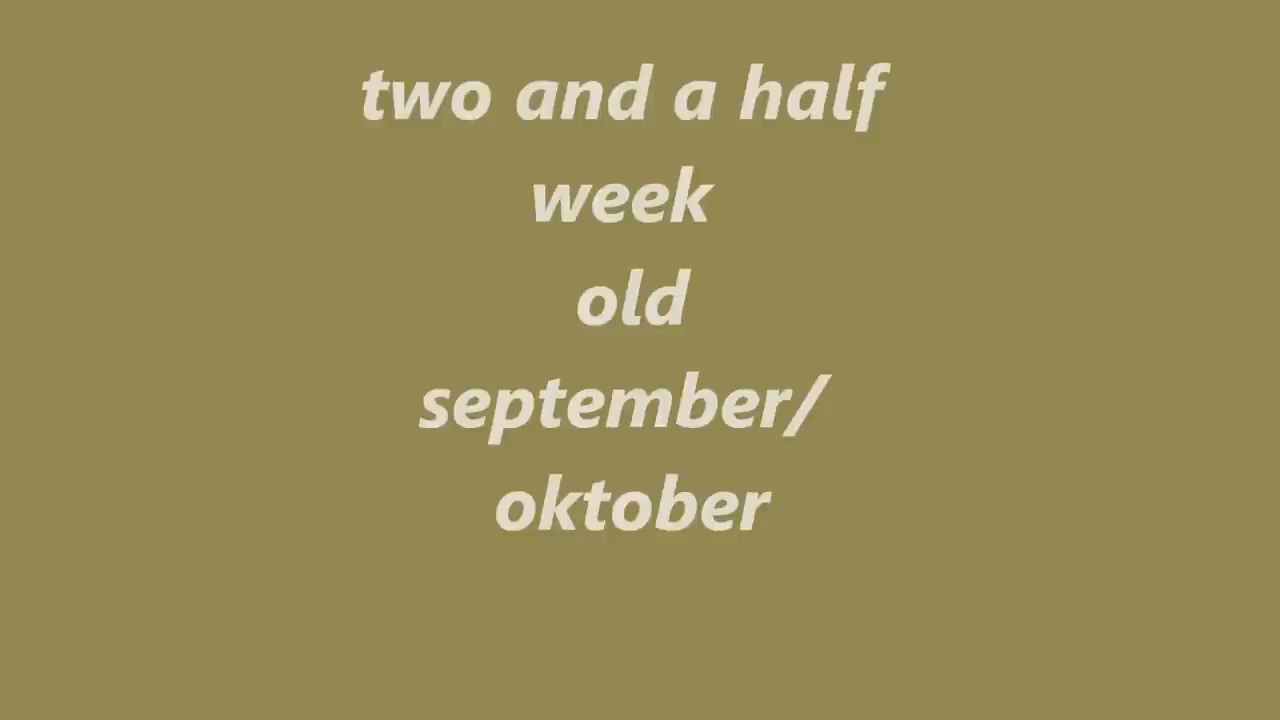 two and a half
week
old
september/
oktober